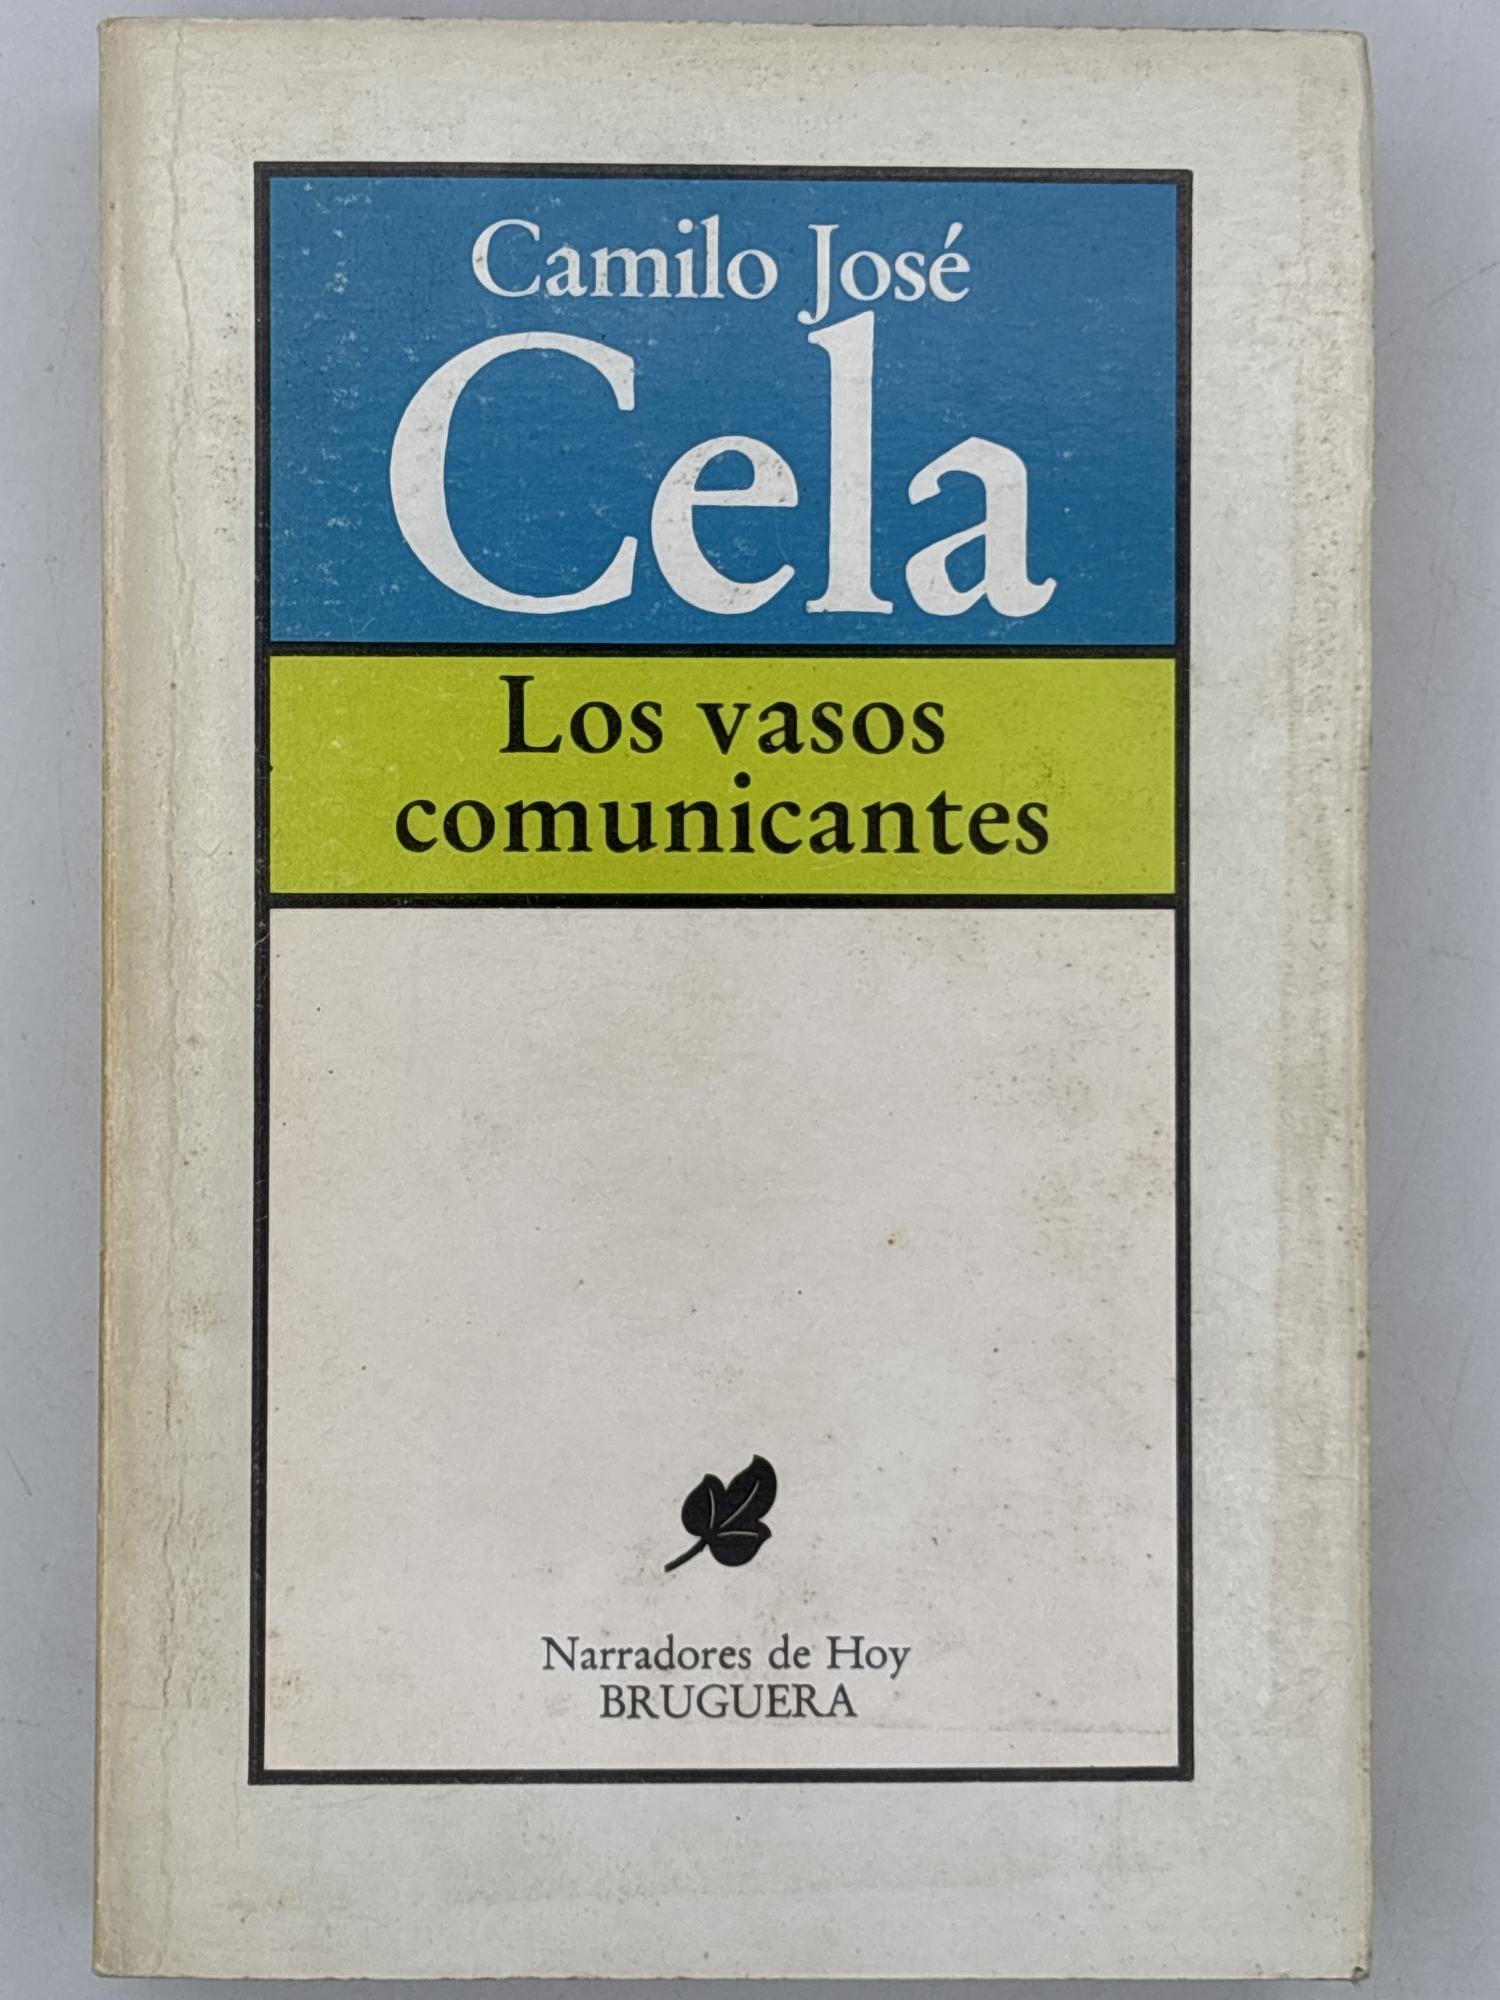 Camilo José
Cela
Los vasos
comunicantes
Narradores de Hoy
BRUGUERA